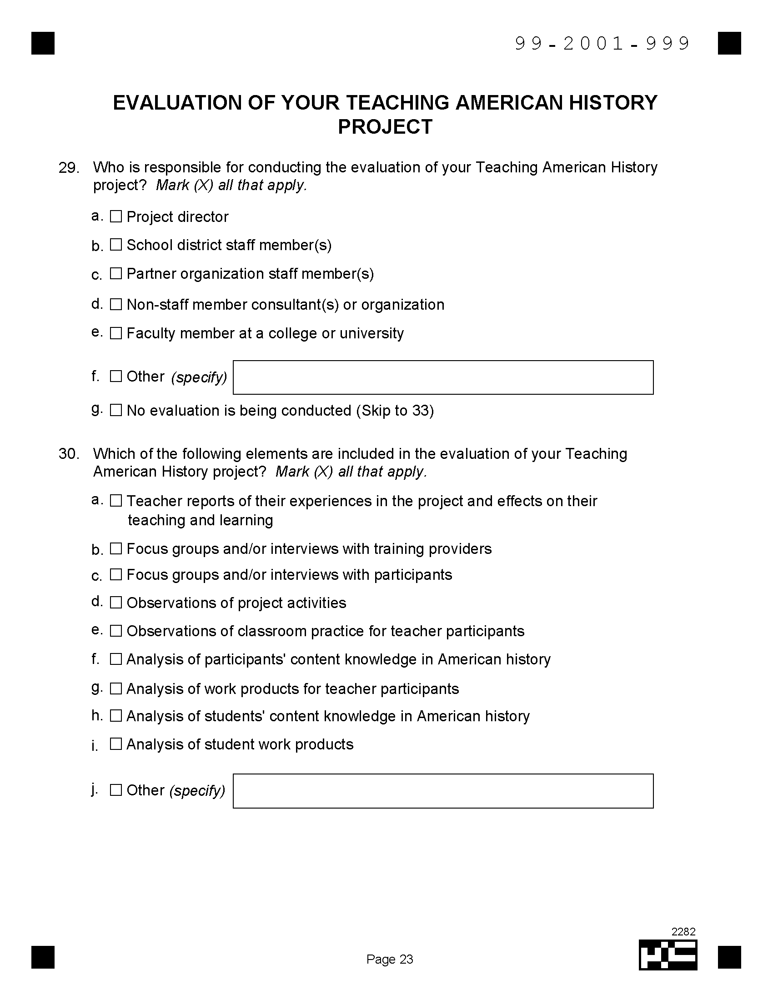 99-2001-999
EVALUATION OF YOUR TEACHING AMERICAN HISTORY
PROJECT
29. Who is responsible for conducting the evaluation of your Teaching American History
project? Mark (X) all that apply.
a. Project director
b. School district staff member(s)
c. Partner organization staff member(s)
d. Non-staff member consultant(s) or organization
e. Faculty member at a college or university
f. Other (specify)
g. No evaluation is being conducted (Skip to 33)
30. Which of the following elements are included in the evaluation of your Teaching
American History project? Mark (X) all that apply.
a. Teacher reports of their experiences in the project and effects on their
teaching and learning
b. Focus groups and/or interviews with training providers
c. Focus groups and/or interviews with participants
d. Observations of project activities
e. Observations of classroom practice for teacher participants
f. Analysis of participants' content knowledge in American history
g. Analysis of work products for teacher participants
h. Analysis of students' content knowledge in American history
i. Analysis of student work products
j. Other (specify)
2282
Page 23